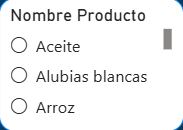 Nombre Producto
Aceite
Alubias blancas
Arroz